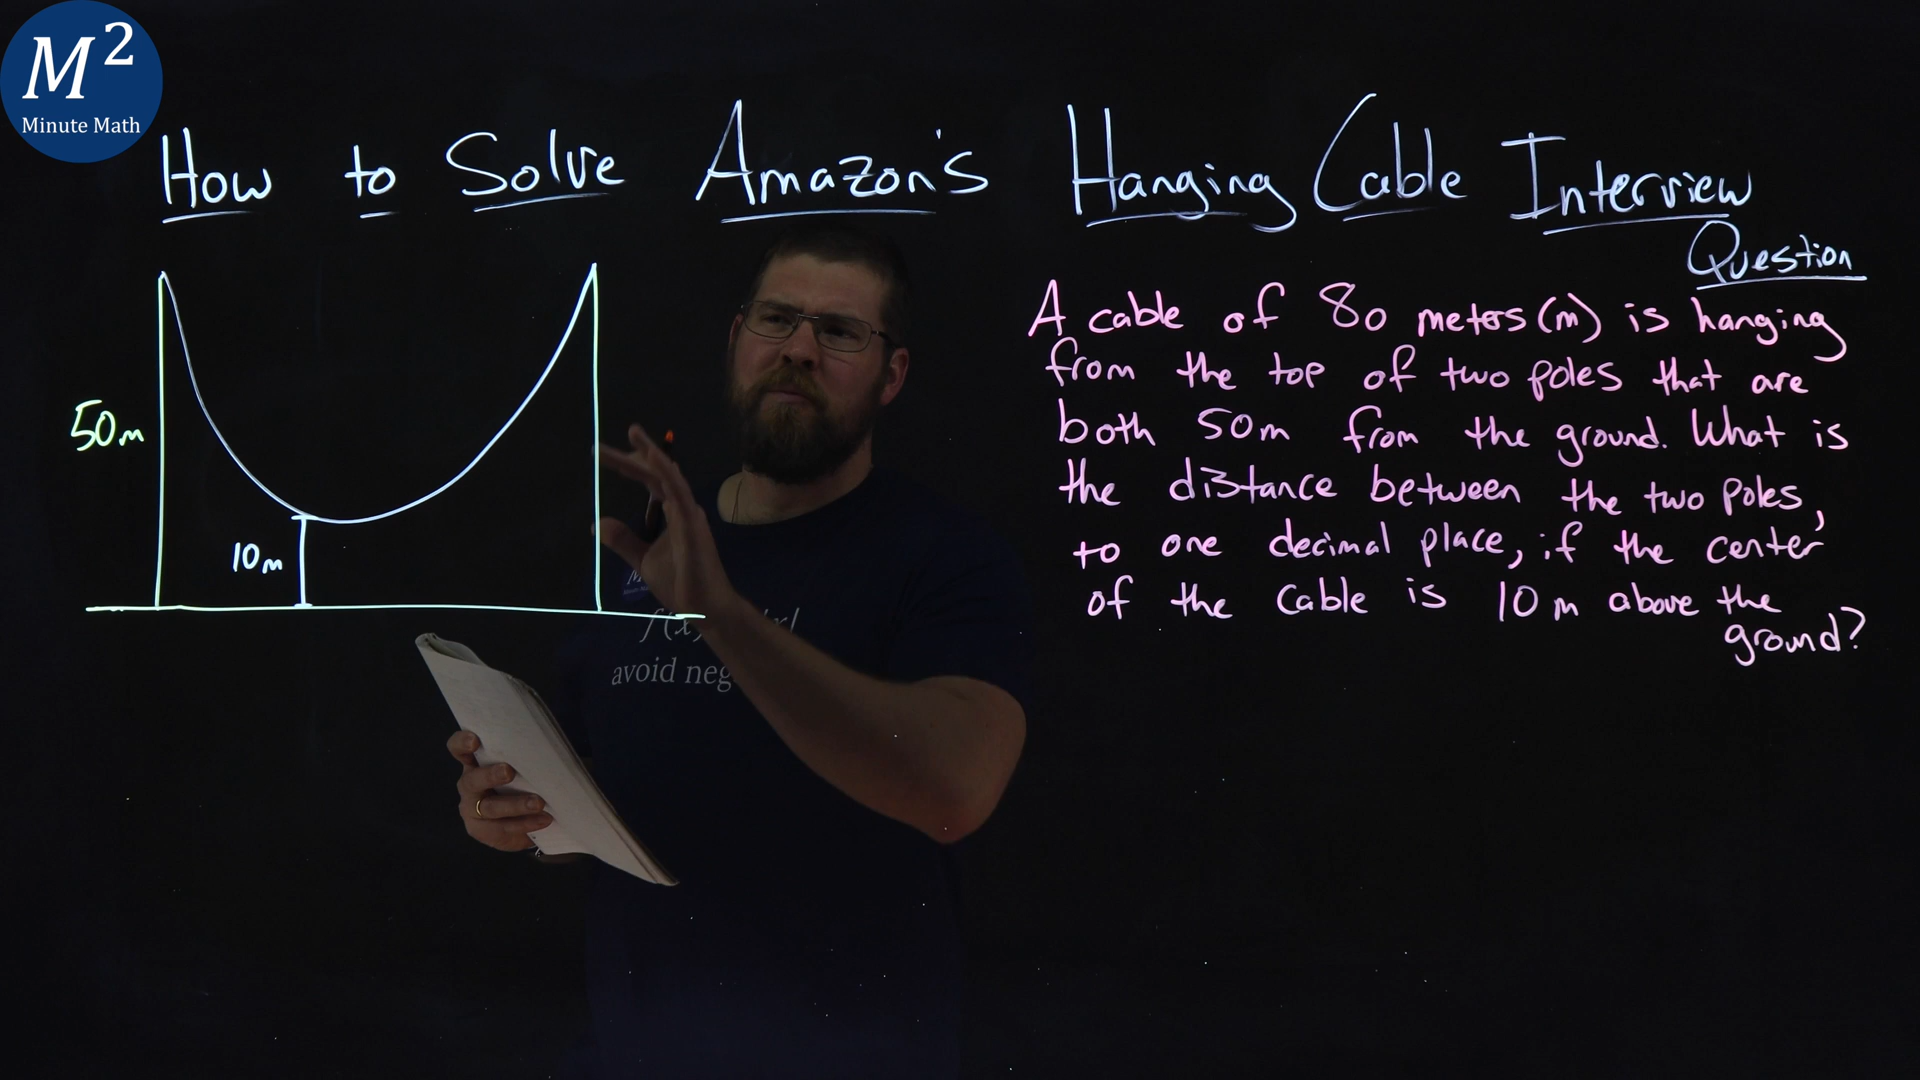 M²
Minute Math
How to Solve Amazon's Hanging Cable Interview
Question
A cable of 80 meters (m) is hanging
from the top of two poles that are
both 50m from the ground. What is
the distance between the two poles,
to one decimal place, if the center
of the cable is 10m above the
ground?
50m
10m
avoid neg